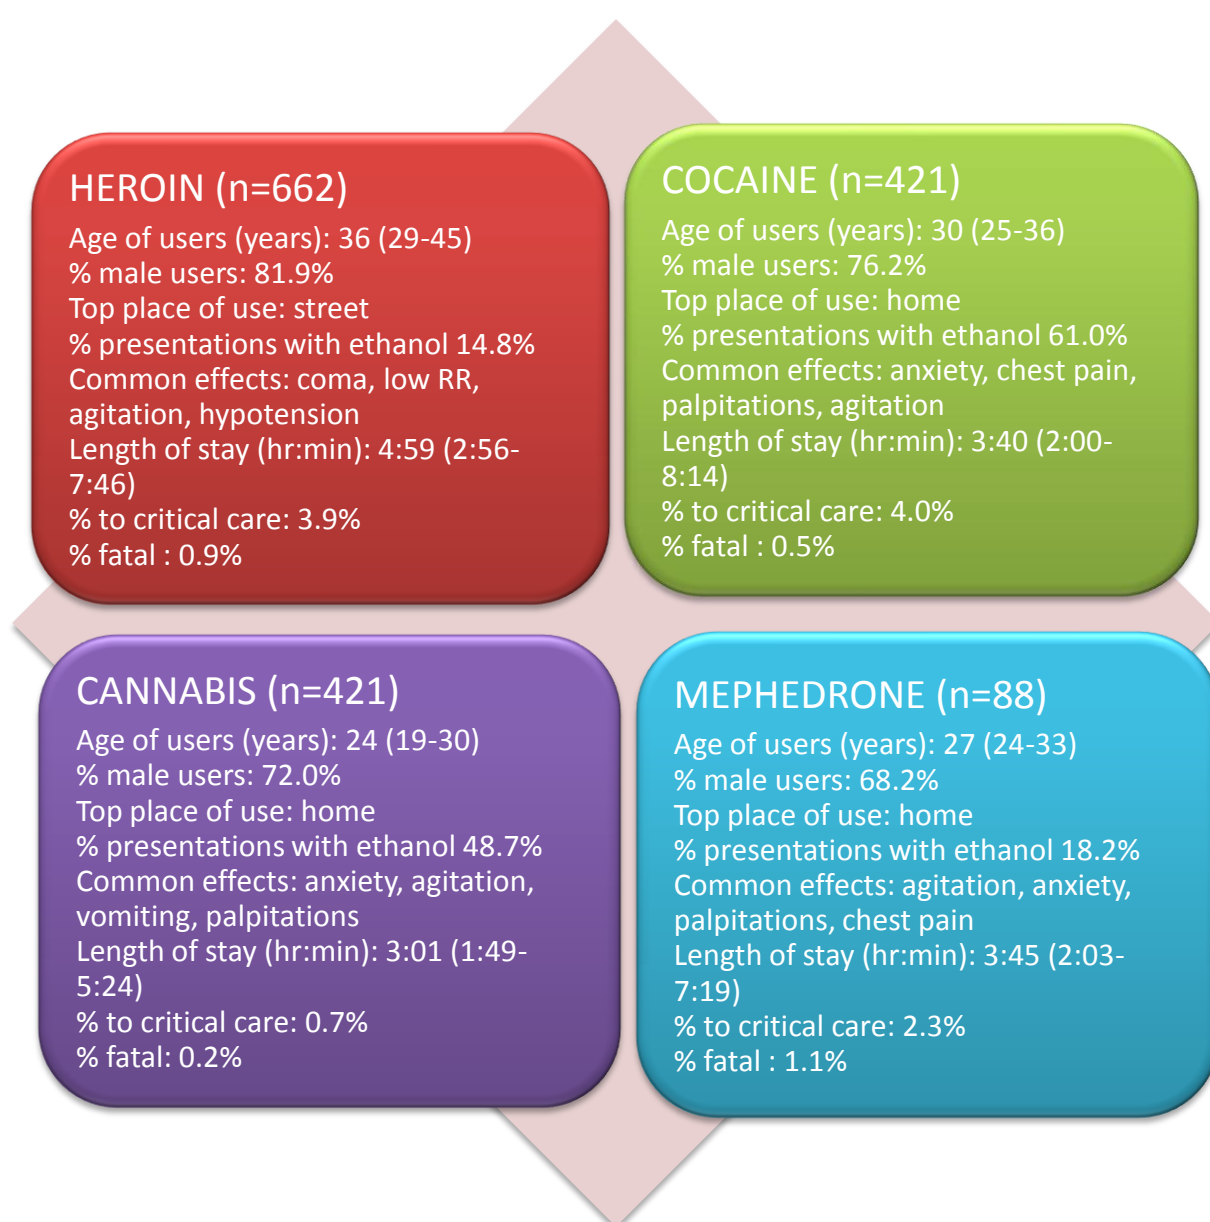 HEROIN (n=662)
Age of users (years): 36 (29-45)
% male users: 81.9%
Top place of use: street
% presentations with ethanol 14.8%
Common effects: coma, low RR,
agitation, hypotension
Length of stay (hr:min): 4:59 (2:56-
7:46)
% to critical care: 3.9%
% fatal : 0.9%
COCAINE (n=421)
Age of users (years): 30 (25-36)
% male users: 76.2%
Top place of use: home
% presentations with ethanol 61.0%
Common effects: anxiety, chest pain,
palpitations, agitation
Length of stay (hr:min): 3:40 (2:00-
8:14)
% to critical care: 4.0%
% fatal : 0.5%
CANNABIS (n=421)
Age of users (years): 24 (19-30)
% male users: 72.0%
Top place of use: home
% presentations with ethanol 48.7%
Common effects: anxiety, agitation,
vomiting, palpitations
Length of stay (hr:min): 3:01 (1:49-
5:24)
% to critical care: 0.7%
% fatal: 0.2%
MEPHEDRONE (n=88)
Age of users (years): 27 (24-33)
% male users: 68.2%
Top place of use: home
% presentations with ethanol 18.2%
Common effects: agitation, anxiety,
palpitations, chest pain
Length of stay (hr:min): 3:45 (2:03-
7:19)
% to critical care: 2.3%
% fatal : 1.1%